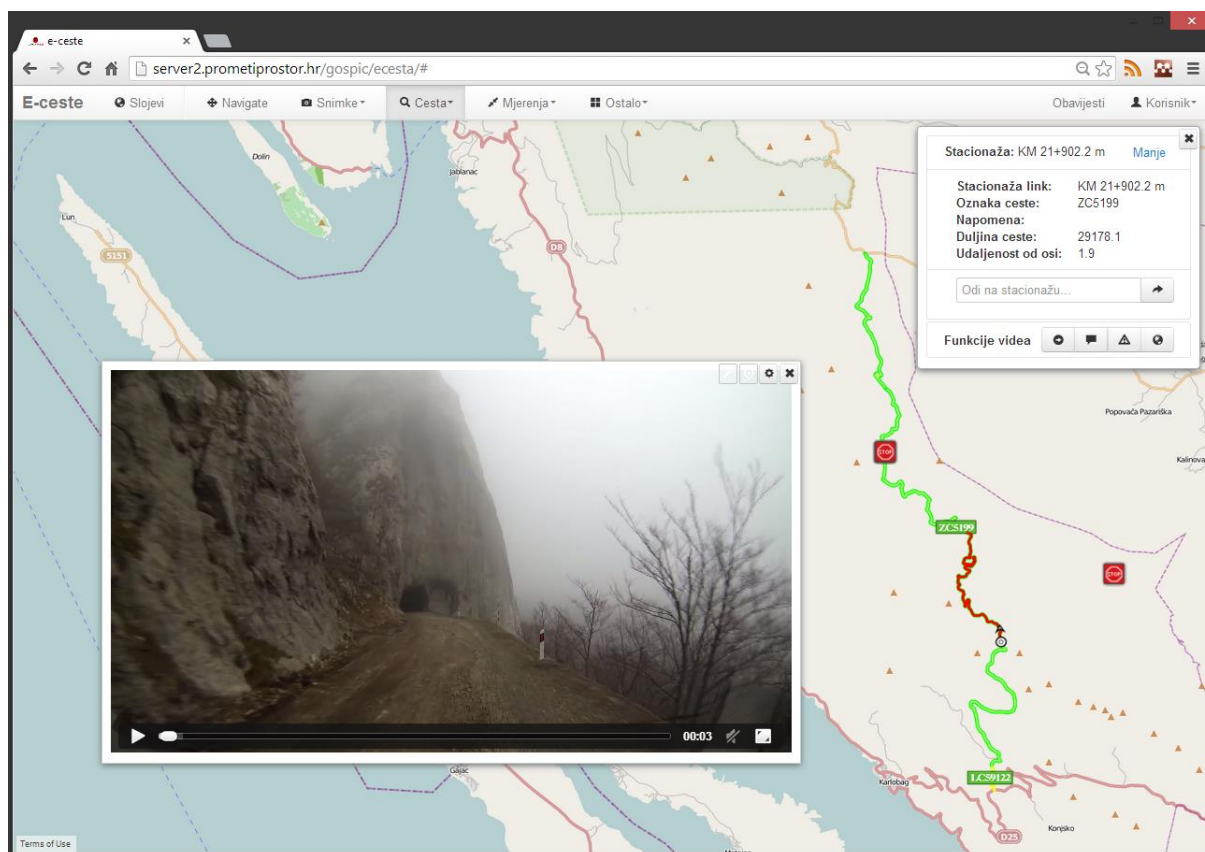 e-ceste
server2.prometiprostor.hr/gospic/ecesta/#
E-ceste Slojevi Navigate Snimke Cesta Mjerenja Ostalo Obavijesti Korisnik
Stacionaža: KM 21+902.2 m Manje
Stacionaža link: KM 21+902.2 m
Oznaka ceste: ZC5199
Napomena:
Duljina ceste: 29178.1
Udaljenost od osi: 1.9
Odi na stacionažu...
Funkcije videa
Dolin
Jablanac
Lun
5151
D8
Popovača Pazariška
Kalinova
STOP
ZC5199
STOP
00:03
Gajac
Karlobag
LC59122
D25
Konjsko
Terms of Use